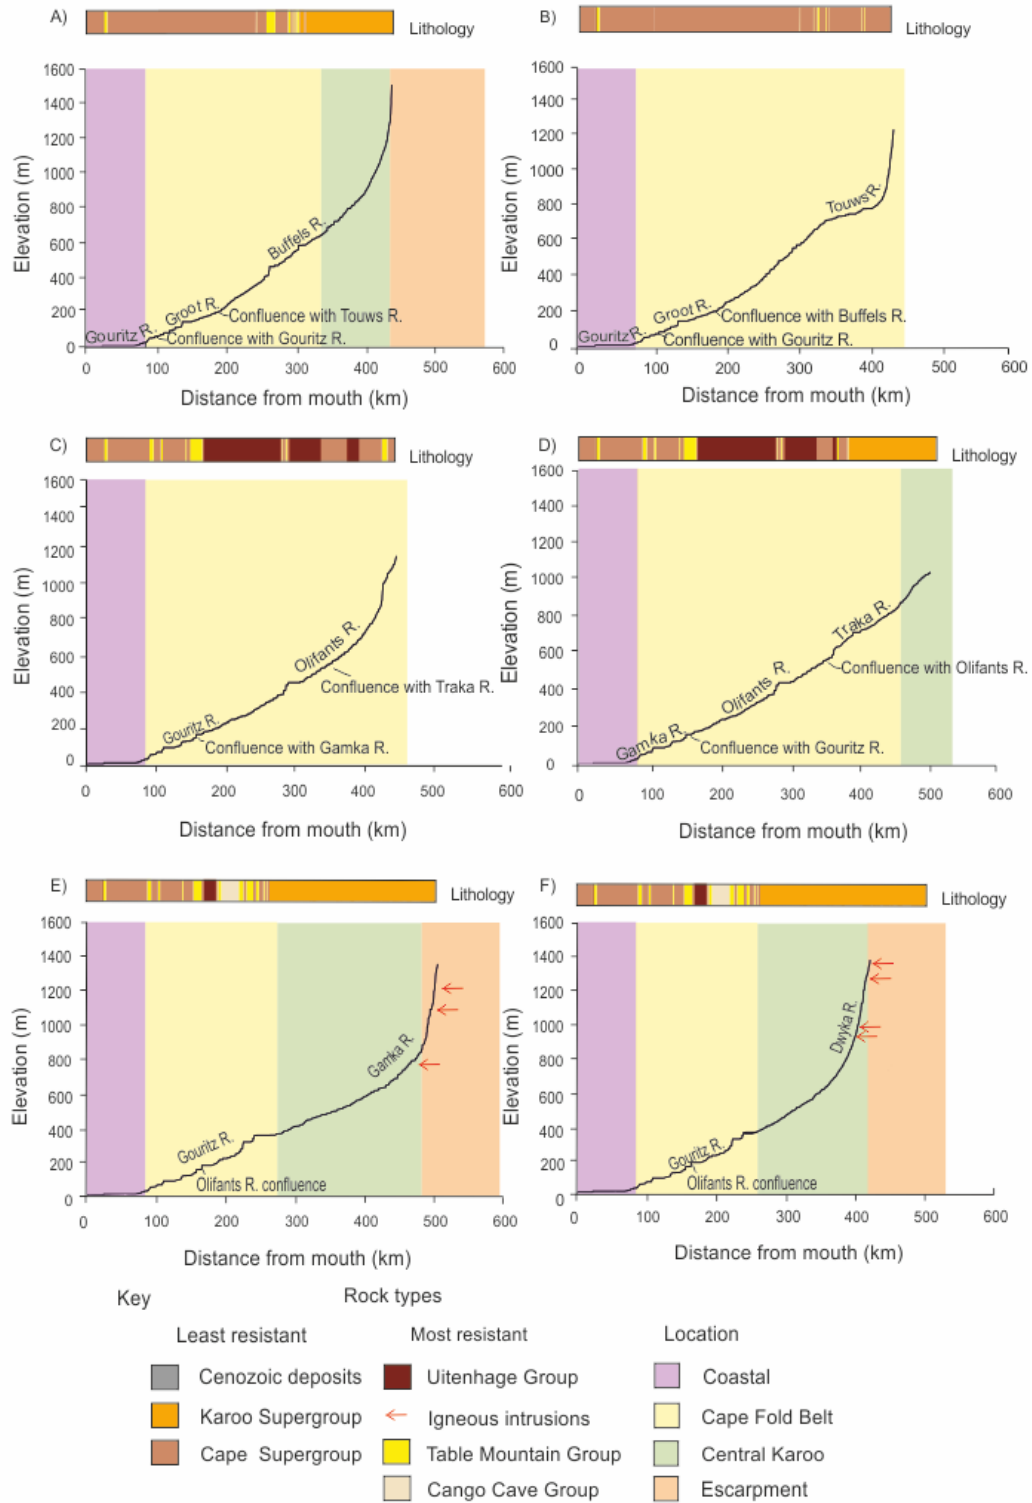 A)
Lithology
1600
1400
1200
1000
800
600
400
200
0
Elevation (m)
Gouritz R.
Groot R.
Buffels R.
Confluence with Touws R.
Confluence with Gouritz R.
0 100 200 300 400 500 600
Distance from mouth (km)
B)
Lithology
1600
1400
1200
1000
800
600
400
200
0
Elevation (m)
Gouritz R.
Groot R.
Touws R.
Confluence with Buffels R.
Confluence with Gouritz R.
0 100 200 300 400 500 600
Distance from mouth (km)
C)
Lithology
1600
1400
1200
1000
800
600
400
200
0
Elevation (m)
Gouritz R.
Olifants R.
Confluence with Traka R.
Confluence with Gamka R.
0 100 200 300 400 500 600
Distance from mouth (km)
D)
Lithology
1600
1400
1200
1000
800
600
400
200
0
Elevation (m)
Gamka R.
Olifants R.
Traka R.
Confluence with Olifants R.
Confluence with Gouritz R.
0 100 200 300 400 500 600
Distance from mouth (km)
E)
Lithology
1600
1400
1200
1000
800
600
400
200
0
Elevation (m)
Gouritz R.
Gamka R
Olifants R. confluence
0 100 200 300 400 500 600
Distance from mouth (km)
F)
Lithology
1600
1400
1200
1000
800
600
400
200
0
Elevation (m)
Gouritz R.
Dwyka R.
Olifants R. confluence
0 100 200 300 400 500 600
Distance from mouth (km)
Key Rock types
Least resistant Most resistant Location
Cenozoic deposits Uitenhage Group Coastal
Karoo Supergroup Igneous intrusions Cape Fold Belt
Cape Supergroup Table Mountain Group Central Karoo
Cango Cave Group Escarpment